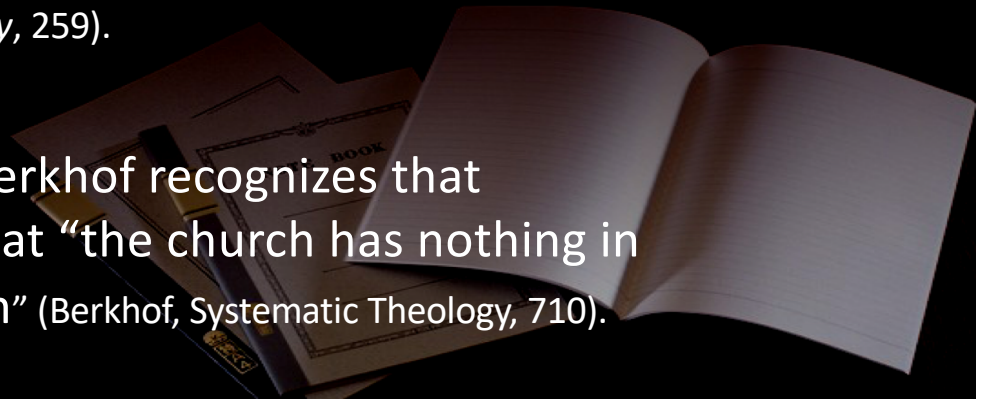 y, 259).
erkhof recognizes that
at “the church has nothing in
n” (Berkhof, Systematic Theology, 710).
BOOK